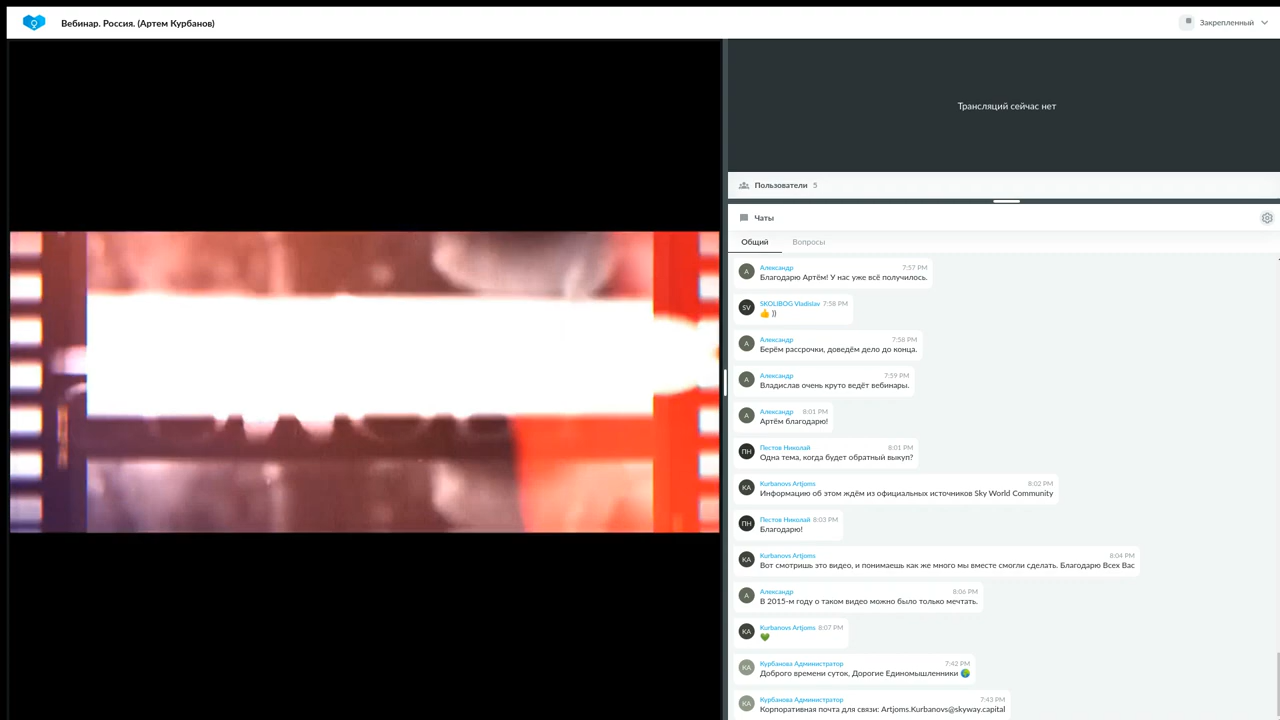 Вебинар. Россия. (Артем Курбанов)
Закрепленный
Трансляций сейчас нет
Пользователи 5
Чаты
Общий Вопросы
А Александр 7:57 PM
Благодарю Артём! У нас уже всё получилось.
SV SKOLIBOG Vladislav 7:58 PM
👍 ))
А Александр 7:58 PM
Берём рассрочки, доведём дело до конца.
А Александр 7:59 PM
Владислав очень круто ведёт вебинары.
А Александр 8:01 PM
Артём благодарю!
ПН Пестов Николай 8:01 PM
Одна тема, когда будет обратный выкуп?
KA Kurbanovs Artjoms 8:02 PM
Информацию об этом ждём из официальных источников Sky World Community
ПН Пестов Николай 8:03 PM
Благодарю!
KA Kurbanovs Artjoms 8:04 PM
Вот смотришь это видео, и понимаешь как же много мы вместе смогли сделать. Благодарю Всех Вас
А Александр 8:06 PM
В 2015-м году о таком видео можно было только мечтать.
KA Kurbanovs Artjoms 8:07 PM
💚
КА Курбанова Администратор 7:42 PM
Доброго времени суток, Дорогие Единомышленники 🌍
КА Курбанова Администратор 7:43 PM
Корпоративная почта для связи: Artjoms.Kurbanovs@skyway.capital